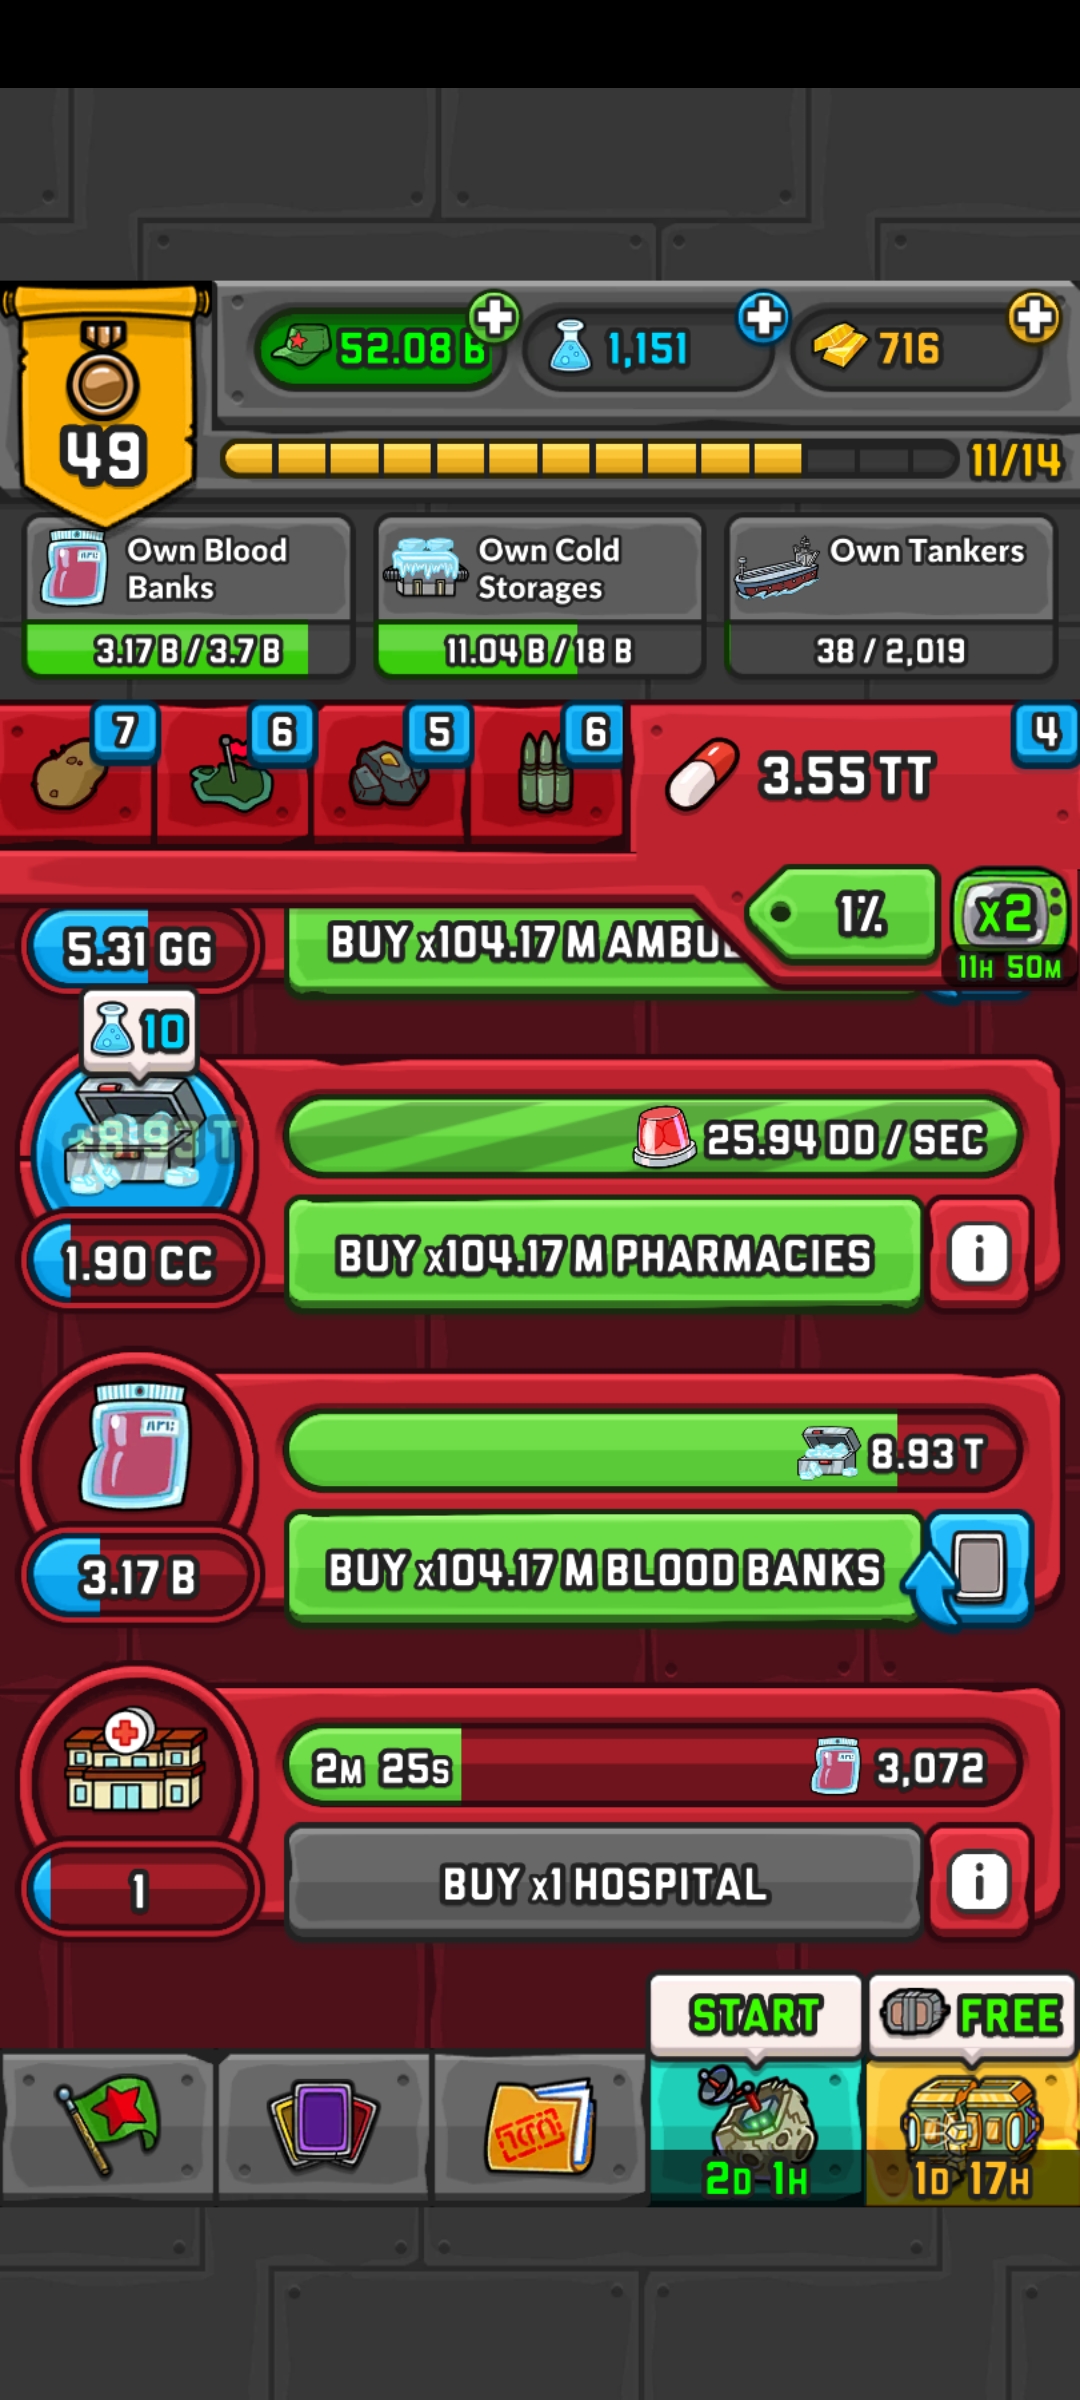 52.08 B
1,151
716
49
11/14
Own Blood
Banks
3.17 B / 3.7 B
Own Cold
Storages
11.04 B / 18 B
Own Tankers
38 / 2,019
7
6
5
6
3.55 TT
4
1%
x2
11H 50M
5.31 GG
BUY x104.17 M AMBUL
10
+8.93 T
25.94 DD / SEC
1.90 CC
BUY x104.17 M PHARMACIES
i
8.93 T
3.17 B
BUY x104.17 M BLOOD BANKS
2M 25S
3,072
1
BUY x1 HOSPITAL
i
START
FREE
2D 1H
1D 17H